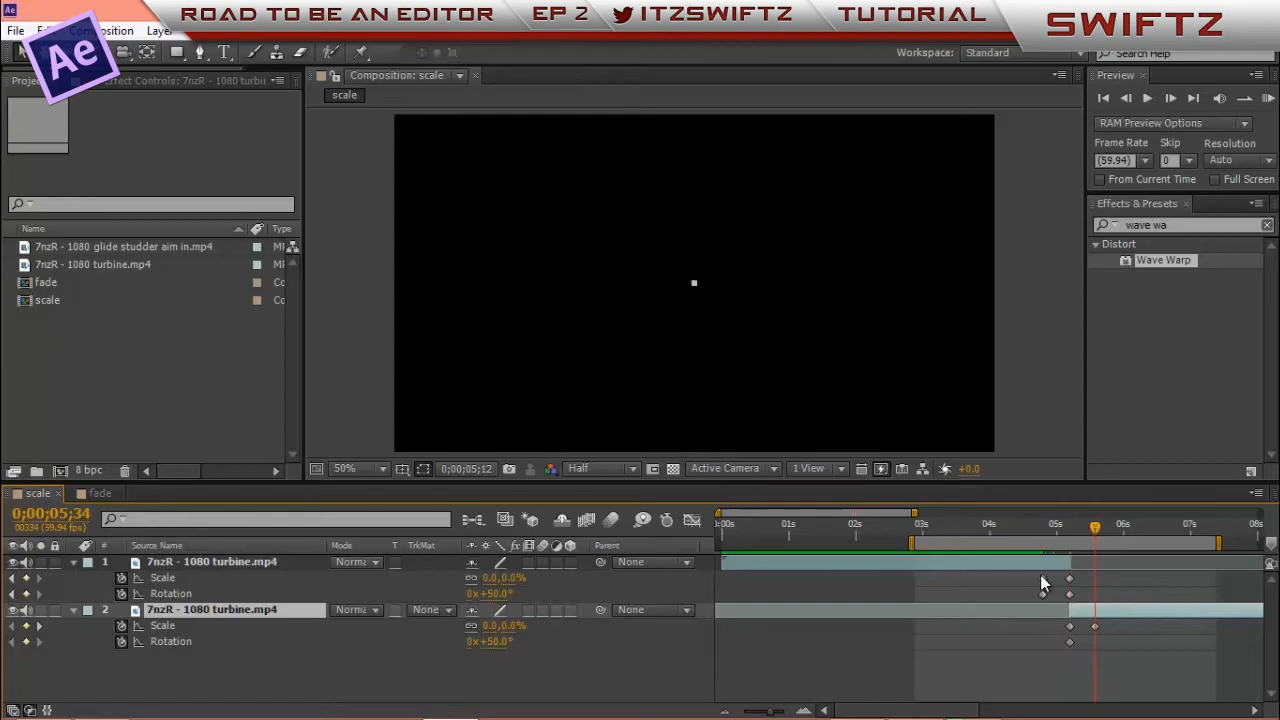 ROAD TO BE AN EDITOR EP 2 ITZSWIFTZ TUTORIAL SWIFTZ
Ae
File Composition Laye
Workspace: Standard Search Help
Effect Controls: 7nzR - 1080 turbi
Composition: scale
scale
Preview
RAM Preview Options
Frame Rate Skip Resolution
(59.94) 0 Auto
From Current Time Full Screen
Effects & Presets
wave wa
Distort
Wave Warp
Name Type
7nzR - 1080 glide studder aim in.mp4
7nzR - 1080 turbine.mp4
fade Co
scale Co
8 bpc
50% 0;00;05;12 Half Active Camera 1 View +0.0
scale fade
0;00;05;34
00334 (59.94 fps)
:00s 01s 02s 03s 04s 05s 06s 07s 08s
# Source Name Mode T TrkMat Parent
1 7nzR - 1080 turbine.mp4 Norma None
Scale 0.0,0.0%
Rotation 0x+50.0°
2 7nzR - 1080 turbine.mp4 Norma None None
Scale 0.0,0.0%
Rotation 0x+50.0°